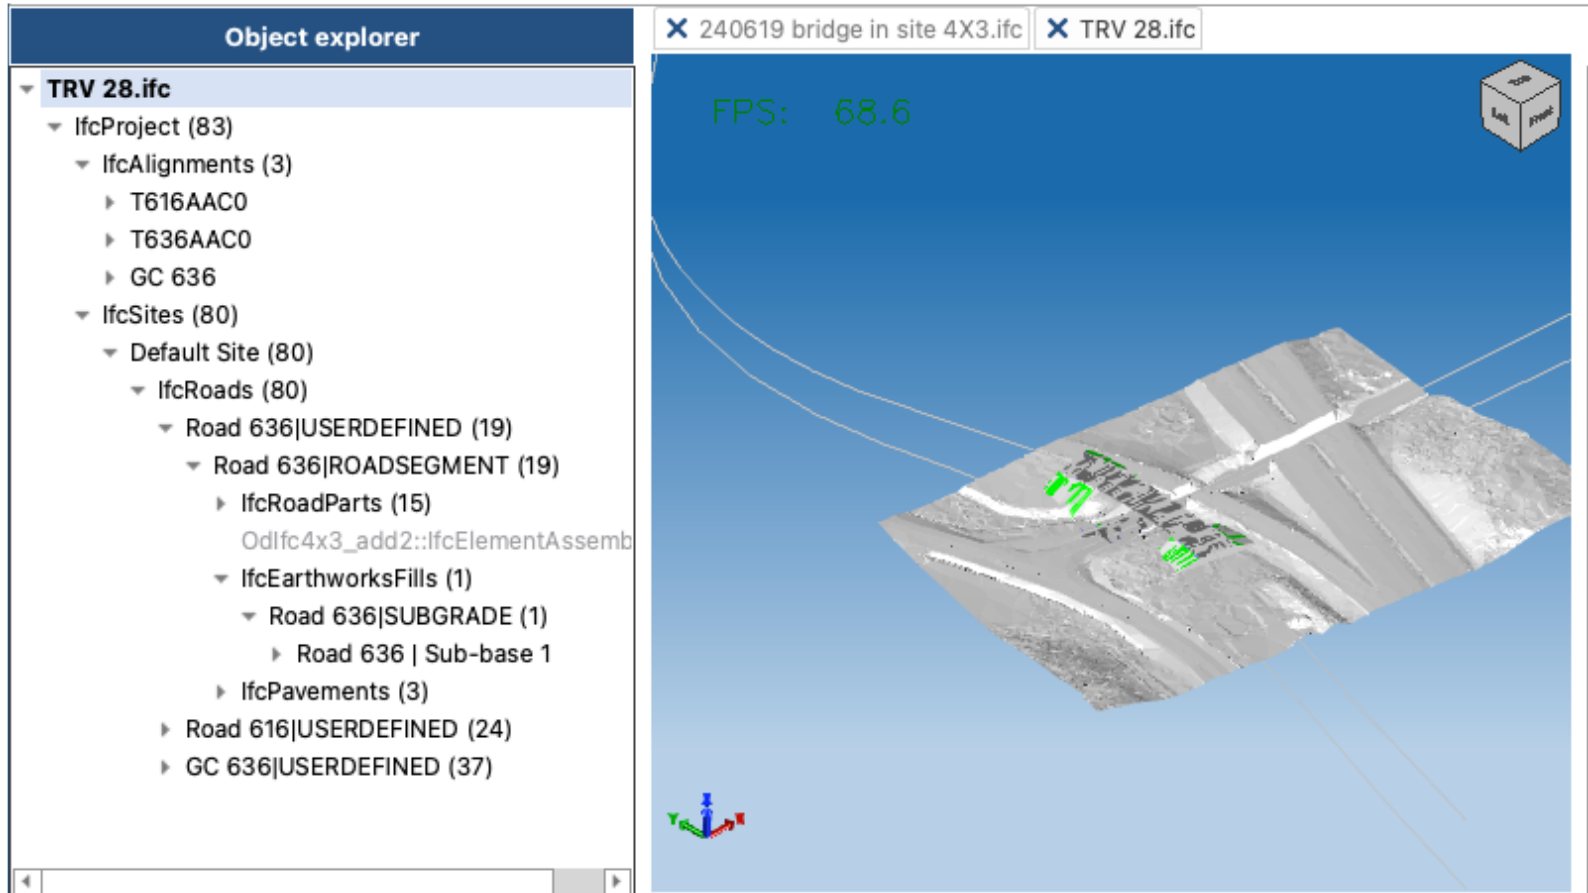 Object explorer
240619 bridge in site 4X3.ifc
TRV 28.ifc
TRV 28.ifc
IfcProject (83)
IfcAlignments (3)
T616AAC0
T636AAC0
GC 636
IfcSites (80)
Default Site (80)
IfcRoads (80)
Road 636|USERDEFINED (19)
Road 636|ROADSEGMENT (19)
IfcRoadParts (15)
OdIfc4x3_add2::IfcElementAssemb
IfcEarthworksFills (1)
Road 636|SUBGRADE (1)
Road 636 | Sub-base 1
IfcPavements (3)
Road 616|USERDEFINED (24)
GC 636|USERDEFINED (37)
FPS: 68.6
Top
Left
Front
Z
Y
X